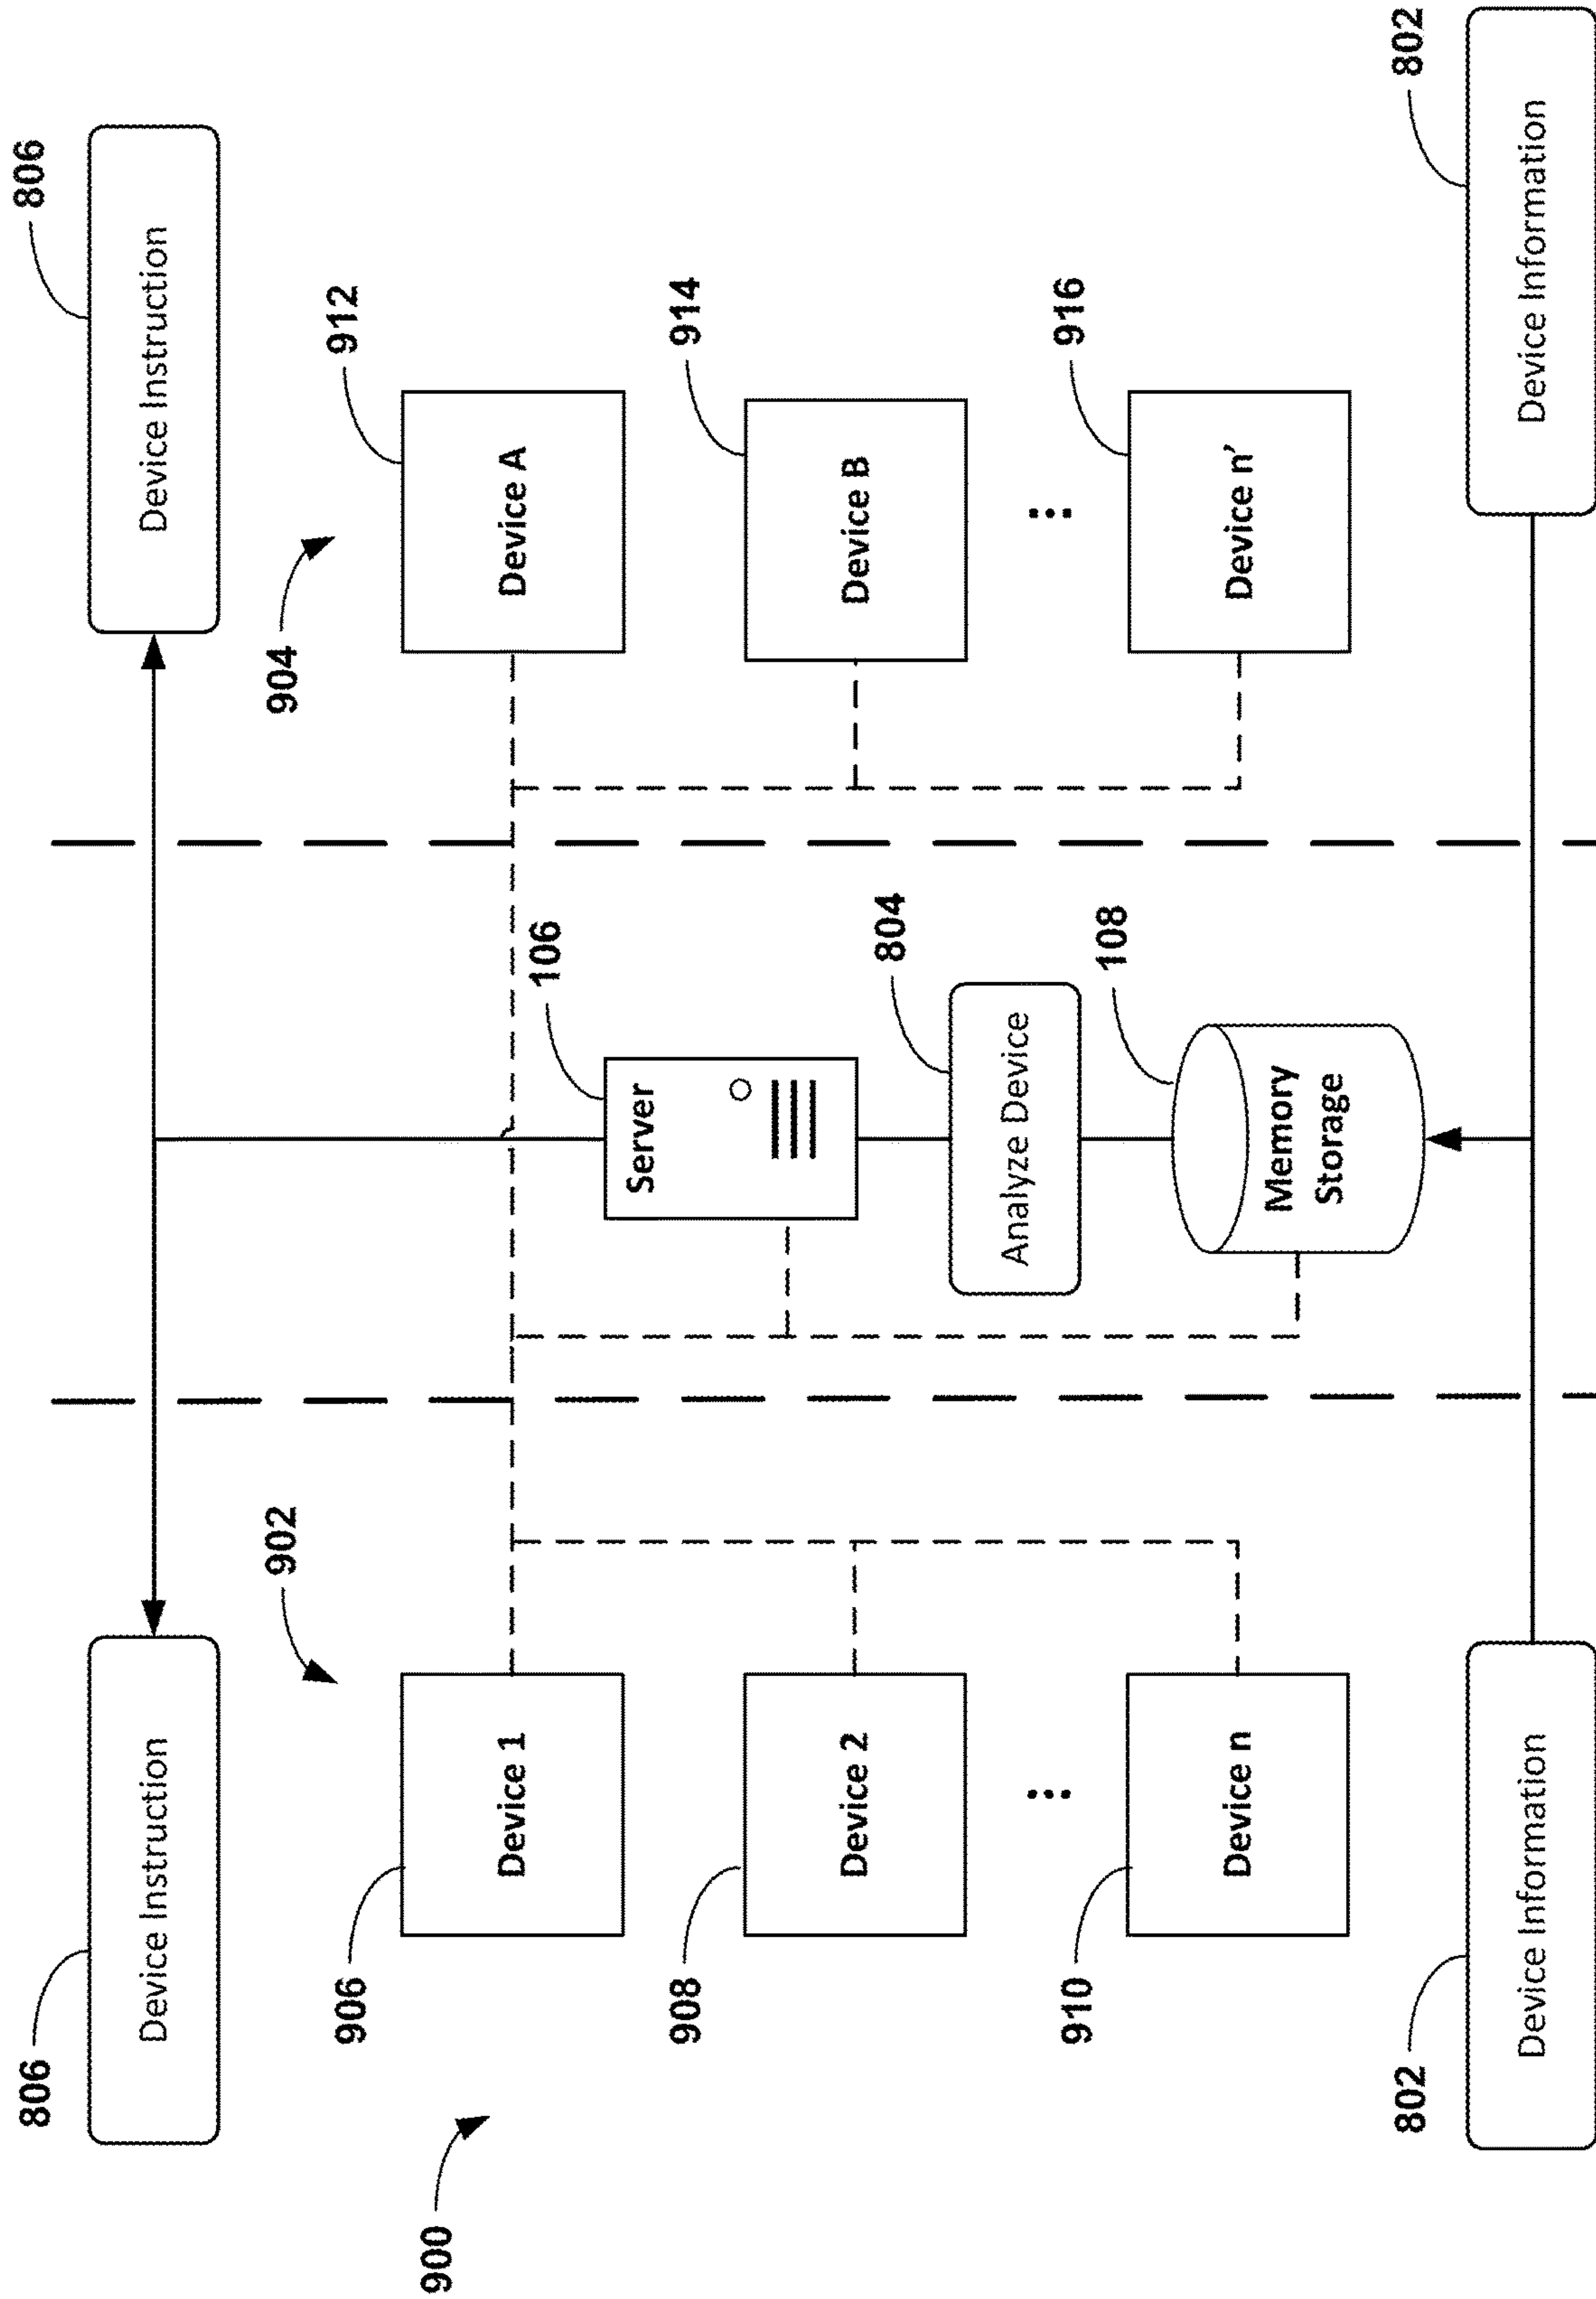 806
806
Device Instruction
Device Instruction
902
904
906
912
900
Device 1
Device A
106
Server
908
914
Device 2
Device B
804
Analyze Device
910
916
108
Device n
Device n’
Memory
Storage
802
802
Device Information
Device Information